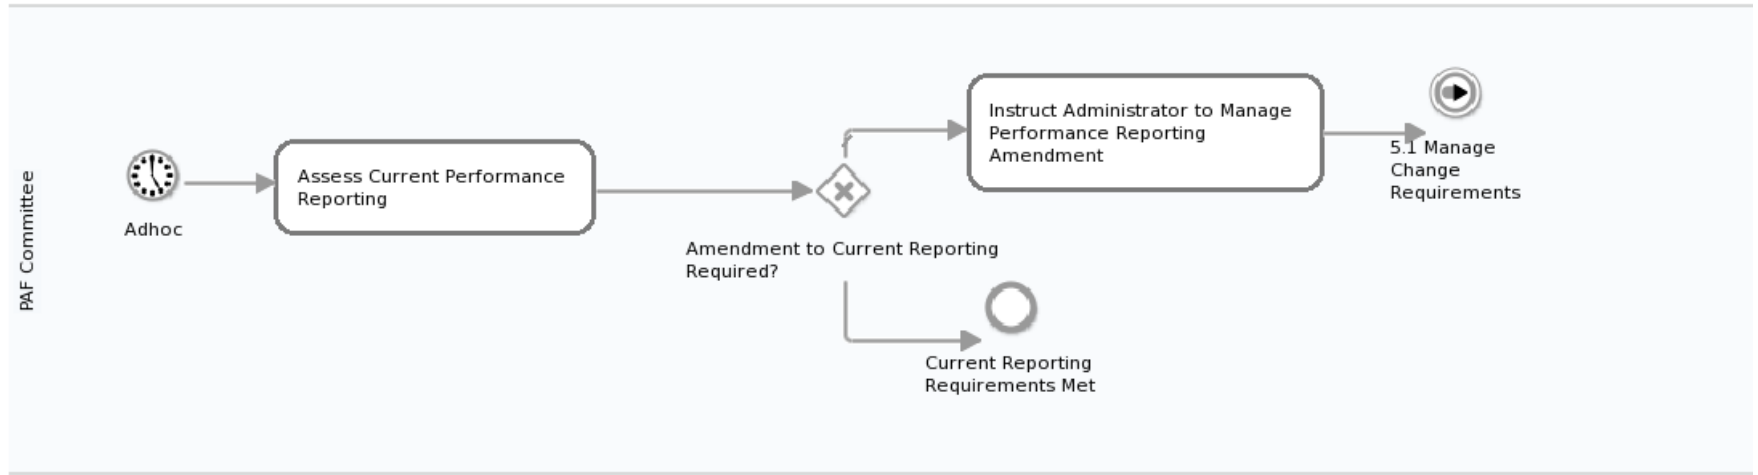 PAF Committee
Adhoc
Assess Current Performance
Reporting
Amendment to Current Reporting
Required?
Instruct Administrator to Manage
Performance Reporting
Amendment
5.1 Manage
Change
Requirements
Current Reporting
Requirements Met